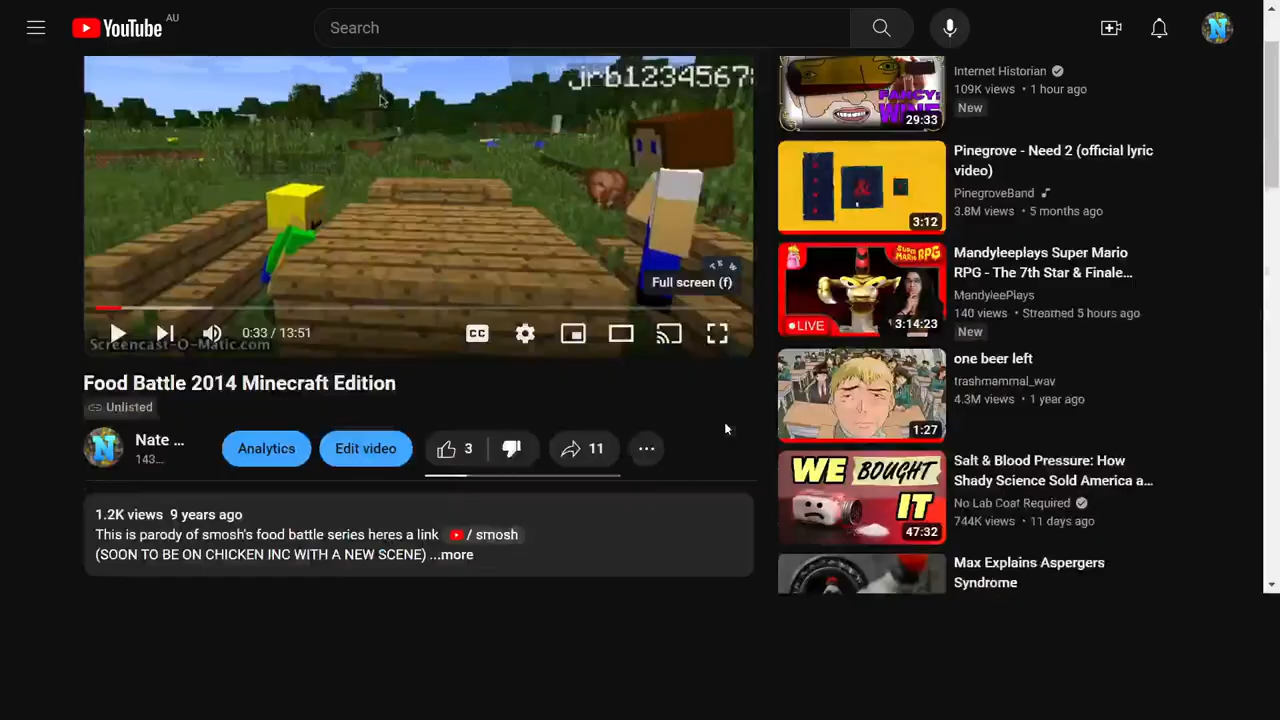 YouTube AU
Search
jrb12345678
Full screen (f)
0:33 / 13:51
CC
Screencast-O-Matic.com
Food Battle 2014 Minecraft Edition
Unlisted
Nate ...
143...
Analytics
Edit video
3
11
1.2K views 9 years ago
This is parody of smosh's food battle series heres a link / smosh
(SOON TO BE ON CHICKEN INC WITH A NEW SCENE) ...more
FANCY
WINE
29:33
Internet Historian
109K views • 1 hour ago
New
&
3:12
Pinegrove - Need 2 (official lyric
video)
PinegroveBand
3.8M views • 5 months ago
SUPER MARIO
RPG
LIVE
3:14:23
Mandyleeplays Super Mario
RPG - The 7th Star & Finale...
MandyleePlays
140 views • Streamed 5 hours ago
New
1:27
one beer left
trashmammal_wav
4.3M views • 1 year ago
WE BOUGHT
IT
47:32
Salt & Blood Pressure: How
Shady Science Sold America a...
No Lab Coat Required
744K views • 11 days ago
Max Explains Aspergers
Syndrome